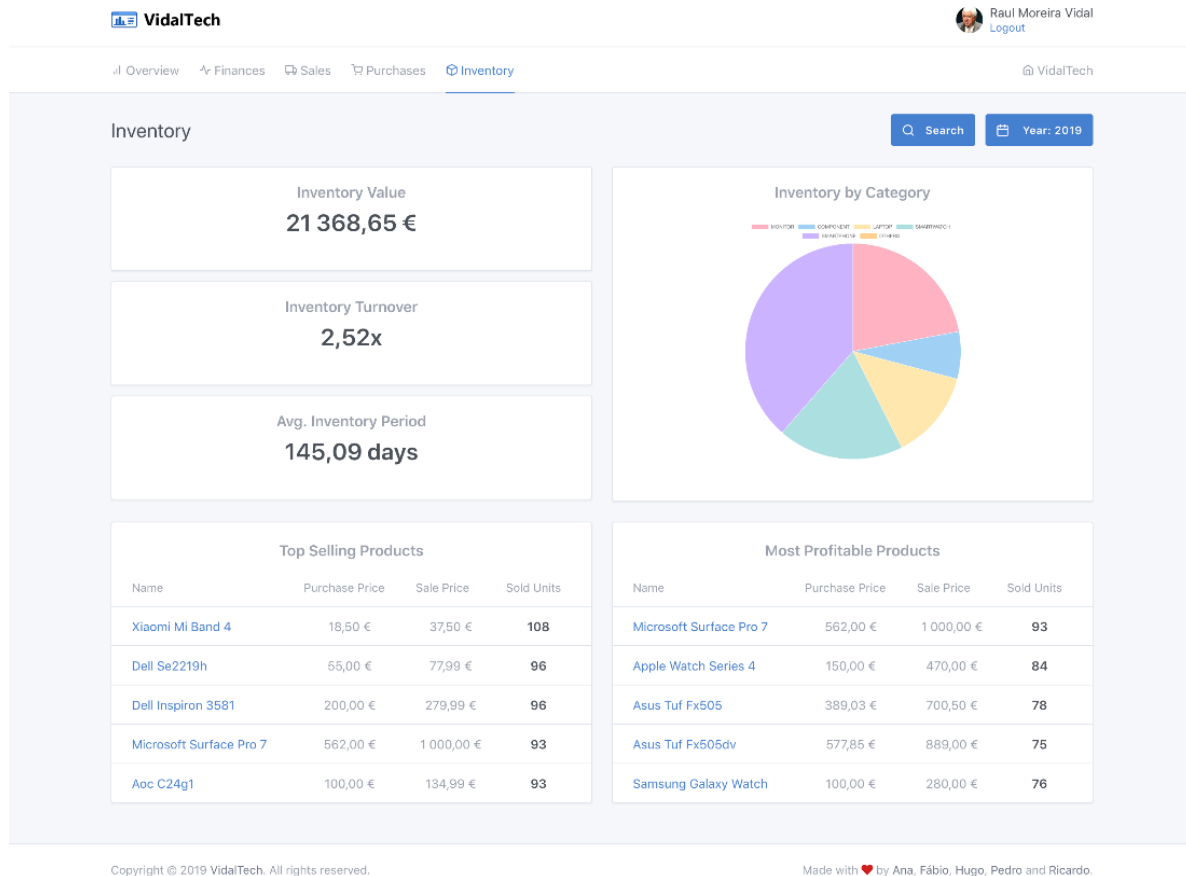 VidalTech
Raul Moreira Vidal
Logout
Overview Finances Sales Purchases Inventory VidalTech
Inventory
Search
Year: 2019
Inventory Value
21 368,65 €
Inventory Turnover
2,52x
Avg. Inventory Period
145,09 days
Inventory by Category
MONITOR COMPONENT LAPTOP SMARTWATCH
SMARTPHONE OTHERS
Top Selling Products
Name Purchase Price Sale Price Sold Units
Xiaomi Mi Band 4 18,50 € 37,50 € 108
Dell Se2219h 55,00 € 77,99 € 96
Dell Inspiron 3581 200,00 € 279,99 € 96
Microsoft Surface Pro 7 562,00 € 1 000,00 € 93
Aoc C24g1 100,00 € 134,99 € 93
Most Profitable Products
Name Purchase Price Sale Price Sold Units
Microsoft Surface Pro 7 562,00 € 1 000,00 € 93
Apple Watch Series 4 150,00 € 470,00 € 84
Asus Tuf Fx505 389,03 € 700,50 € 78
Asus Tuf Fx505dv 577,85 € 889,00 € 75
Samsung Galaxy Watch 100,00 € 280,00 € 76
Copyright © 2019 VidalTech. All rights reserved.
Made with ❤ by Ana, Fábio, Hugo, Pedro and Ricardo.